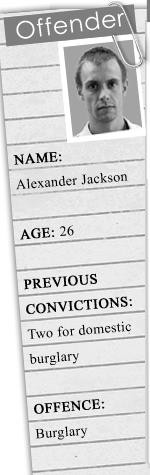 Offender
NAME:
Alexander Jackson
AGE: 26
PREVIOUS
CONVICTIONS:
Two for domestic
burglary
OFFENCE:
Burglary